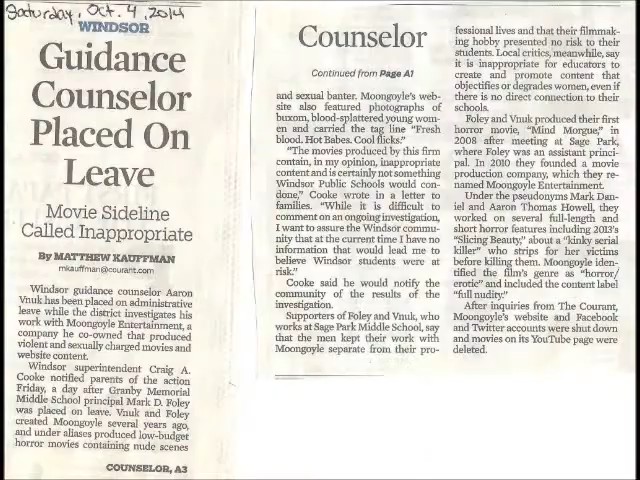 Saturday, Oct. 4, 2014
WINDSOR
Guidance
Counselor
Placed On
Leave
Movie Sideline
Called Inappropriate
By MATTHEW KAUFFMAN
mkauffman@courant.com
Windsor guidance counselor Aaron
Vnuk has been placed on administrative
leave while the district investigates his
work with Moongoyle Entertainment, a
company he co-owned that produced
violent and sexually charged movies and
website content.
Windsor superintendent Craig A.
Cooke notified parents of the action
Friday, a day after Granby Memorial
Middle School principal Mark D. Foley
was placed on leave. Vnuk and Foley
created Moongoyle several years ago,
and under aliases produced low-budget
horror movies containing nude scenes
COUNSELOR, A3
Counselor
Continued from Page A1
and sexual banter. Moongoyle's web-
site also featured photographs of
buxom, blood-splattered young wom-
en and carried the tag line "Fresh
blood. Hot Babes. Cool flicks."
"The movies produced by this firm
contain, in my opinion, inappropriate
content and is certainly not something
Windsor Public Schools would con-
done," Cooke wrote in a letter to
families. "While it is difficult to
comment on an ongoing investigation,
I want to assure the Windsor commu-
nity that at the current time I have no
information that would lead me to
believe Windsor students were at
risk."
Cooke said he would notify the
community of the results of the
investigation.
Supporters of Foley and Vnuk, who
works at Sage Park Middle School, say
that the men kept their work with
Moongoyle separate from their pro-
fessional lives and that their filmmak-
ing hobby presented no risk to their
students. Local critics, meanwhile, say
it is inappropriate for educators to
create and promote content that
objectifies or degrades women, even if
there is no direct connection to their
schools.
Foley and Vnuk produced their first
horror movie, "Mind Morgue," in
2008 after meeting at Sage Park,
where Foley was an assistant princi-
pal. In 2010 they founded a movie
production company, which they re-
named Moongoyle Entertainment.
Under the pseudonyms Mark Dan-
iel and Aaron Thomas Howell, they
worked on several full-length and
short horror features including 2013's
"Slicing Beauty," about a "kinky serial
killer" who strips for her victims
before killing them. Moongoyle iden-
tified the film's genre as "horror/
erotic" and included the content label
"full nudity."
After inquiries from The Courant,
Moongoyle's website and Facebook
and Twitter accounts were shut down
and movies on its YouTube page were
deleted.